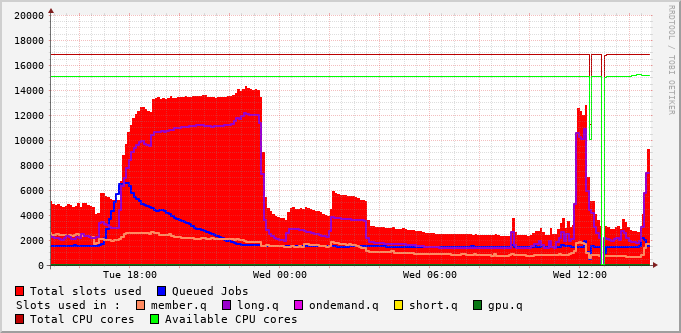 20000
18000
16000
14000
12000
10000
8000
6000
4000
2000
0
Tue 18:00 Wed 00:00 Wed 06:00 Wed 12:00
RRDTOOL / TOBI OETIKER
Total slots used Queued Jobs
Slots used in : member.q long.q ondemand.q short.q gpu.q
Total CPU cores Available CPU cores